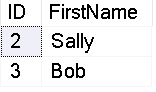 ID FirstName
2 Sally
3 Bob